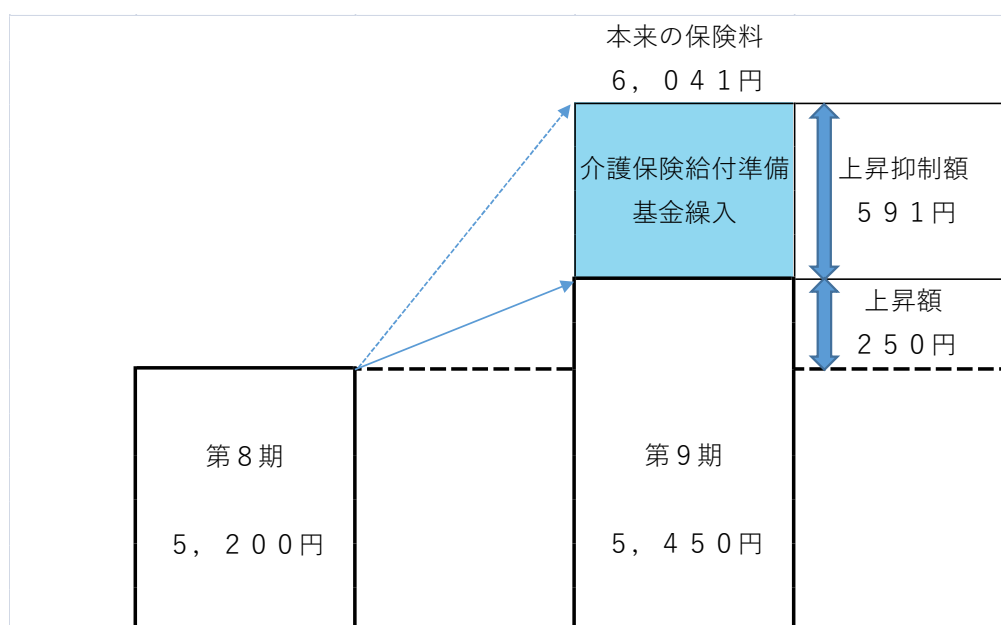 本来の保険料
６，０４１円
介護保険給付準備
基金繰入
上昇抑制額
５９１円
上昇額
２５０円
第８期
５，２００円
第９期
５，４５０円